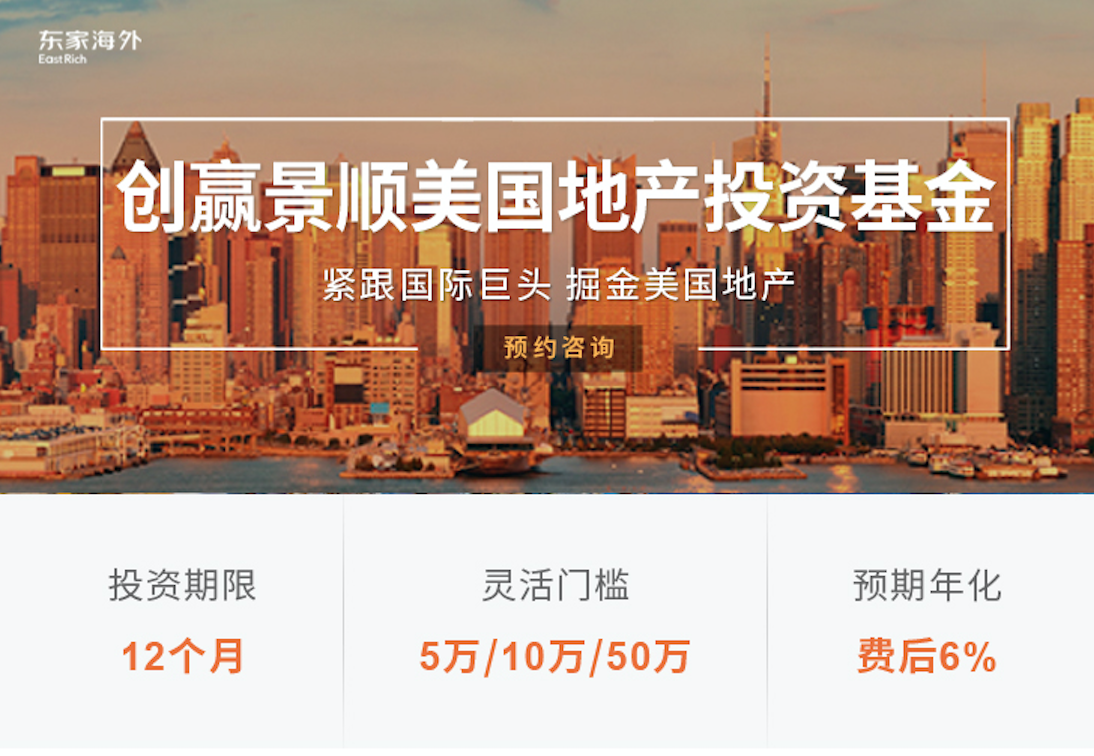 东家海外
EastRich
创赢景顺美国地产投资基金
紧跟国际巨头 掘金美国地产
预约咨询
投资期限
12个月
灵活门槛
5万/10万/50万
预期年化
费后6%